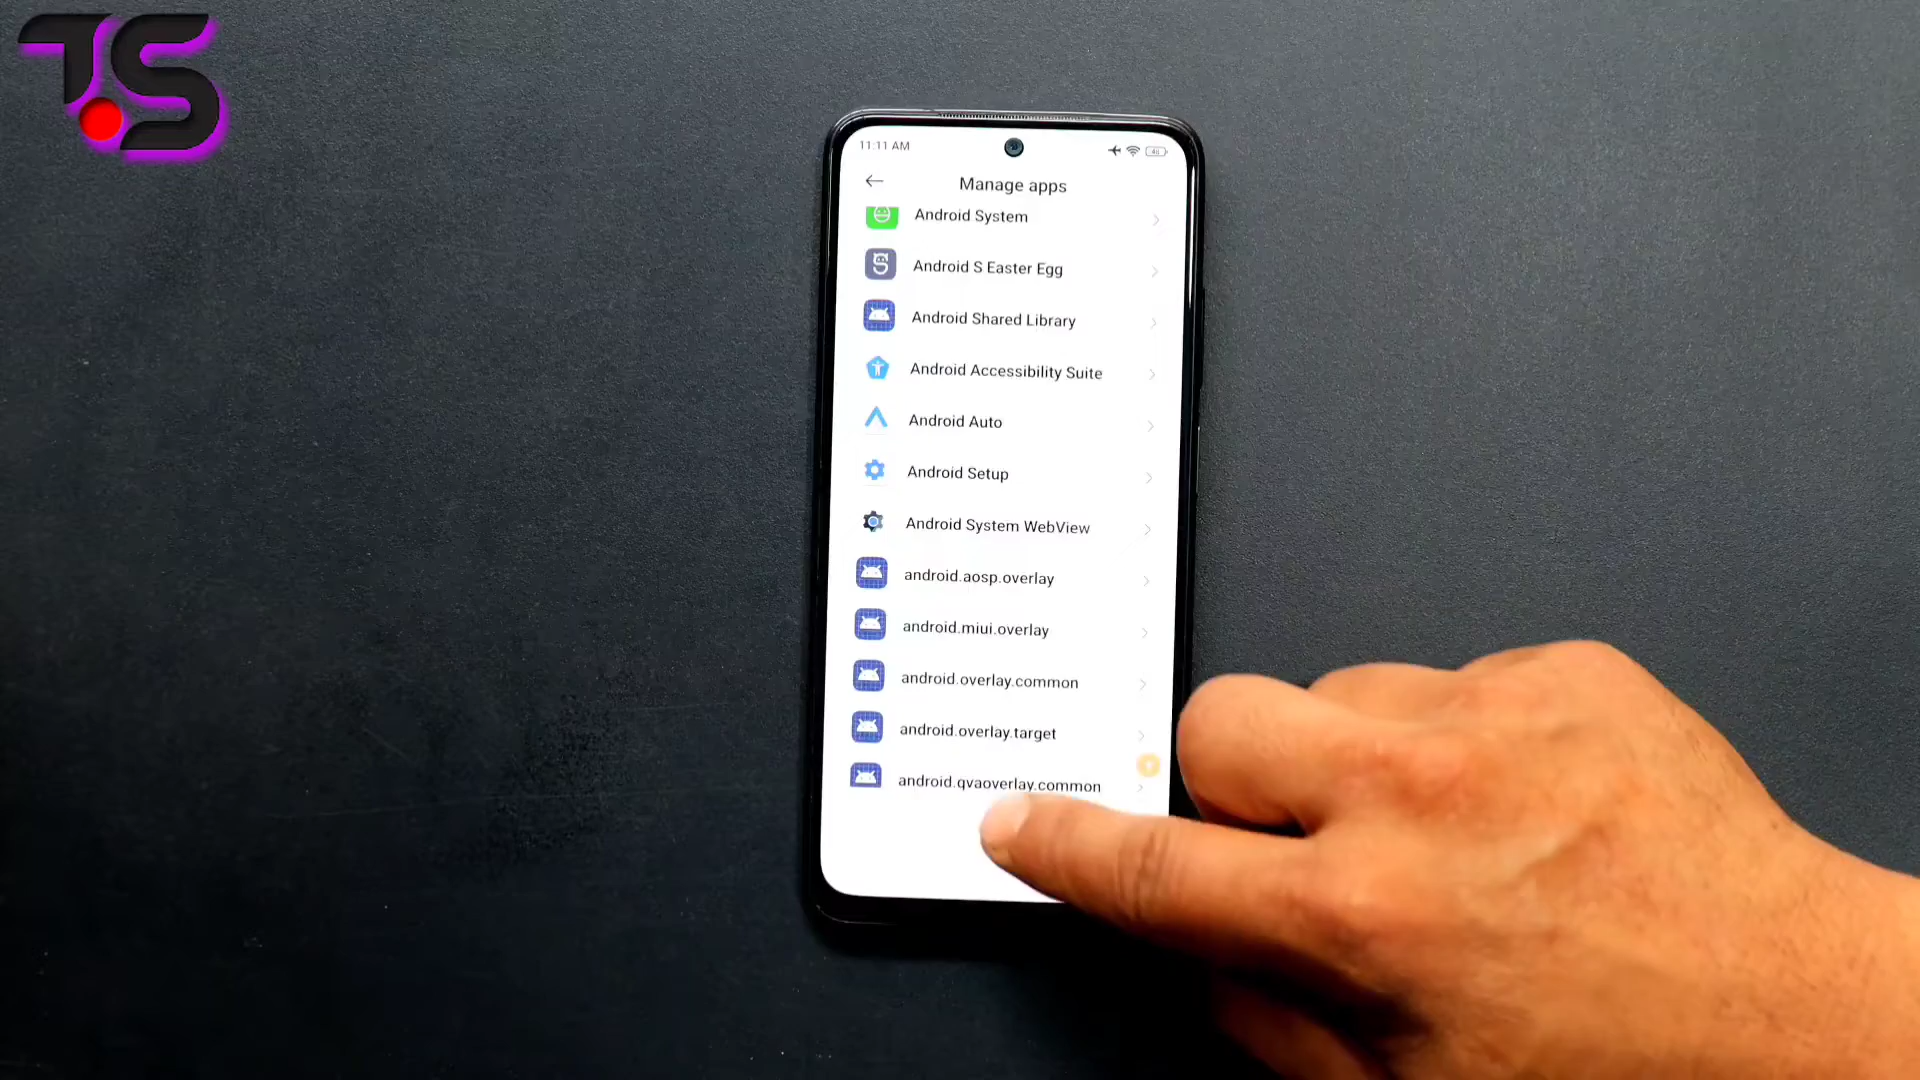 TS
11:11 AM
Manage apps
Android System
Android S Easter Egg
Android Shared Library
Android Accessibility Suite
Android Auto
Android Setup
Android System WebView
android.aosp.overlay
android.miui.overlay
android.overlay.common
android.overlay.target
android.qvaoverlay.common